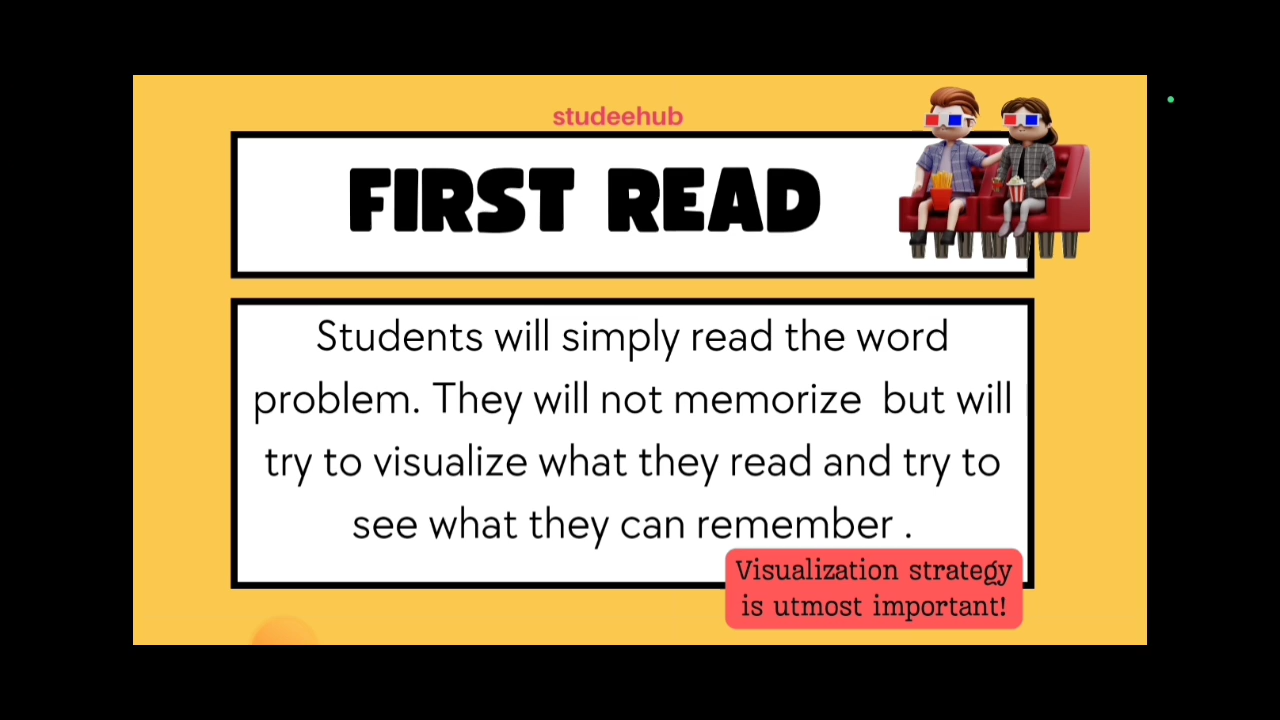 studeehub
FIRST READ
Students will simply read the word
problem. They will not memorize but will
try to visualize what they read and try to
see what they can remember .
Visualization strategy
is utmost important!